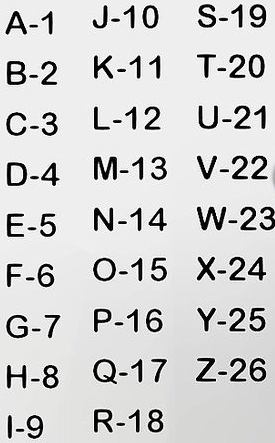 A-1
B-2
C-3
D-4
E-5
F-6
G-7
H-8
I-9
J-10
K-11
L-12
M-13
N-14
O-15
P-16
Q-17
R-18
S-19
T-20
U-21
V-22
W-23
X-24
Y-25
Z-26